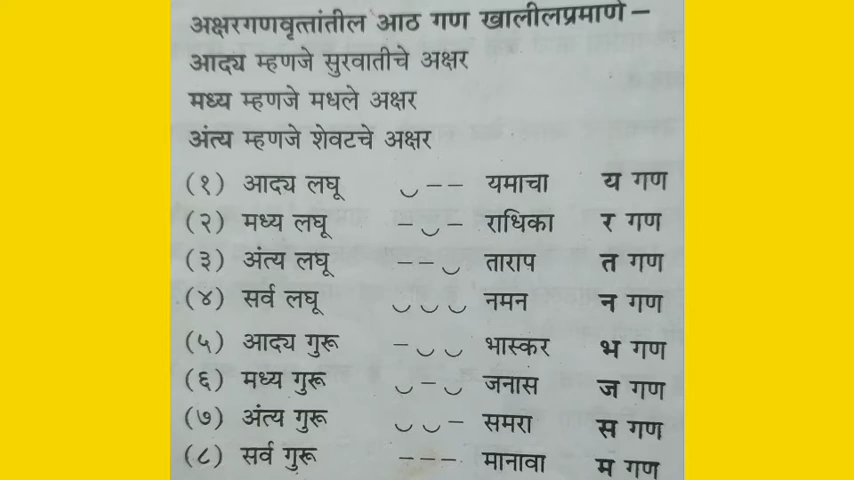 अक्षरगणवृत्तांतील आठ गण खालीलप्रमाणे –
आद्य म्हणजे सुरवातीचे अक्षर
मध्य म्हणजे मधले अक्षर
अंत्य म्हणजे शेवटचे अक्षर
(१) आद्य लघू ◡ – – यमाचा य गण
(२) मध्य लघू – ◡ – राधिका र गण
(३) अंत्य लघू – – ◡ ताराप त गण
(४) सर्व लघू ◡ ◡ ◡ नमन न गण
(५) आद्य गुरू – ◡ ◡ भास्कर भ गण
(६) मध्य गुरू ◡ – ◡ जनास ज गण
(७) अंत्य गुरू ◡ ◡ – समरा स गण
(८) सर्व गुरू – – – मानावा म गण